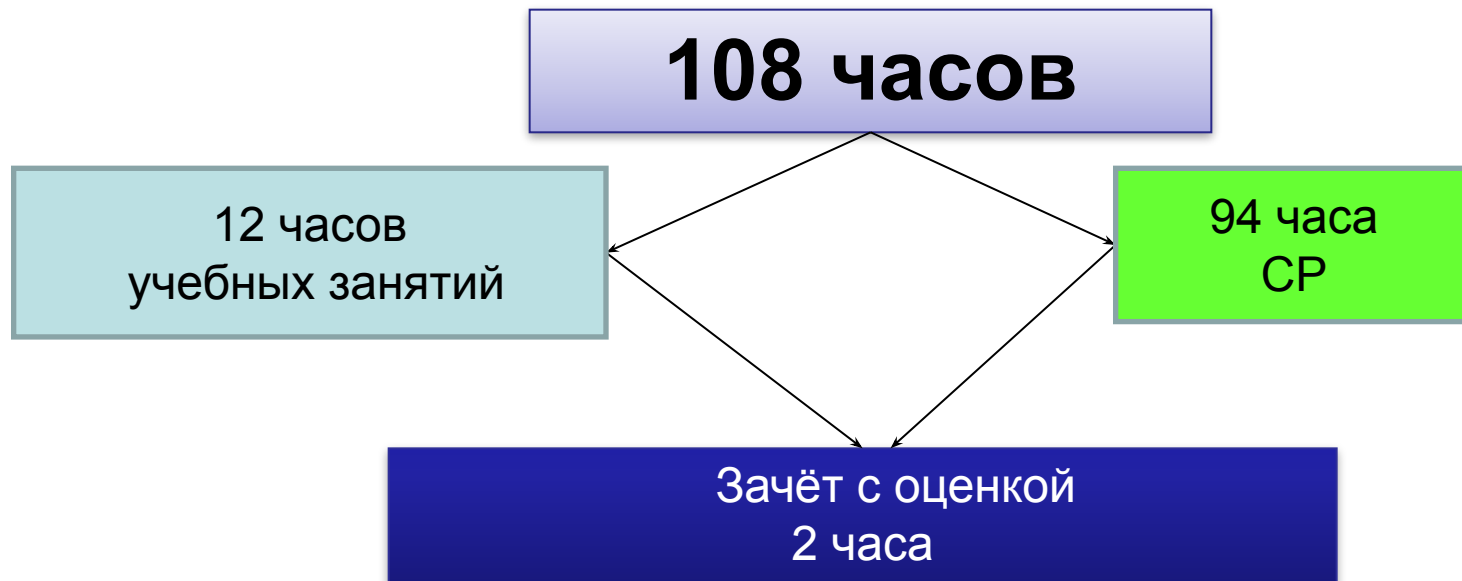 108 часов
12 часов
учебных занятий
94 часа
СР
Зачёт с оценкой
2 часа